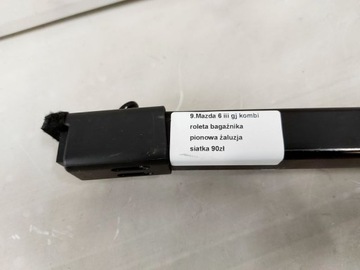 9.Mazda 6 iii gj kombi
roleta bagażnika
pionowa żaluzja
siatka 90zł